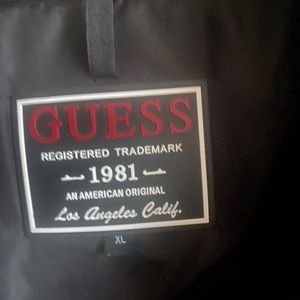 GUESS
REGISTERED TRADEMARK
1981
AN AMERICAN ORIGINAL
Los Angeles Calif.
XL